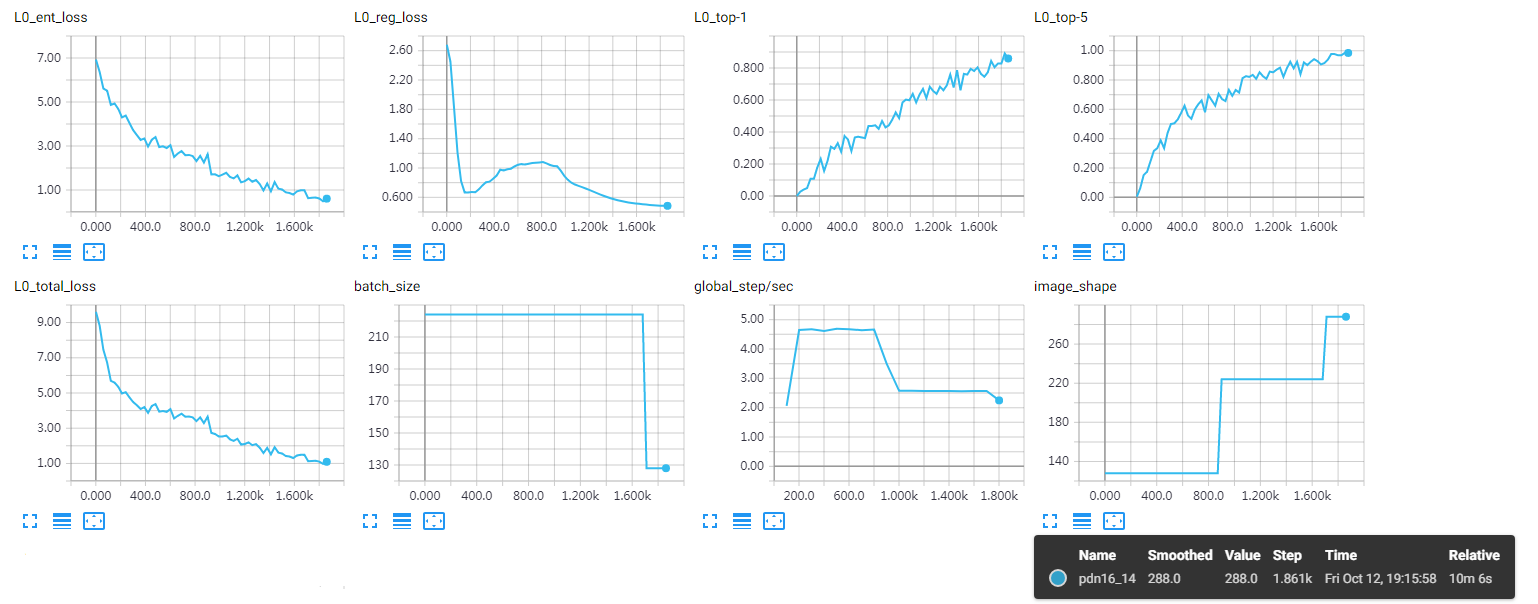 L0_ent_loss
7.00
5.00
3.00
1.00
0.000 400.0 800.0 1.200k 1.600k
L0_reg_loss
2.60
2.20
1.80
1.40
1.00
0.600
0.000 400.0 800.0 1.200k 1.600k
L0_top-1
0.800
0.600
0.400
0.200
0.00
0.000 400.0 800.0 1.200k 1.600k
L0_top-5
1.00
0.800
0.600
0.400
0.200
0.00
0.000 400.0 800.0 1.200k 1.600k
L0_total_loss
9.00
7.00
5.00
3.00
1.00
0.000 400.0 800.0 1.200k 1.600k
batch_size
210
190
170
150
130
0.000 400.0 800.0 1.200k 1.600k
global_step/sec
5.00
4.00
3.00
2.00
1.00
0.00
200.0 600.0 1.000k 1.400k 1.800k
image_shape
260
220
180
140
0.000 400.0 800.0 1.200k 1.600k
Name Smoothed Value Step Time Relative
pdn16_14 288.0 288.0 1.861k Fri Oct 12, 19:15:58 10m 6s